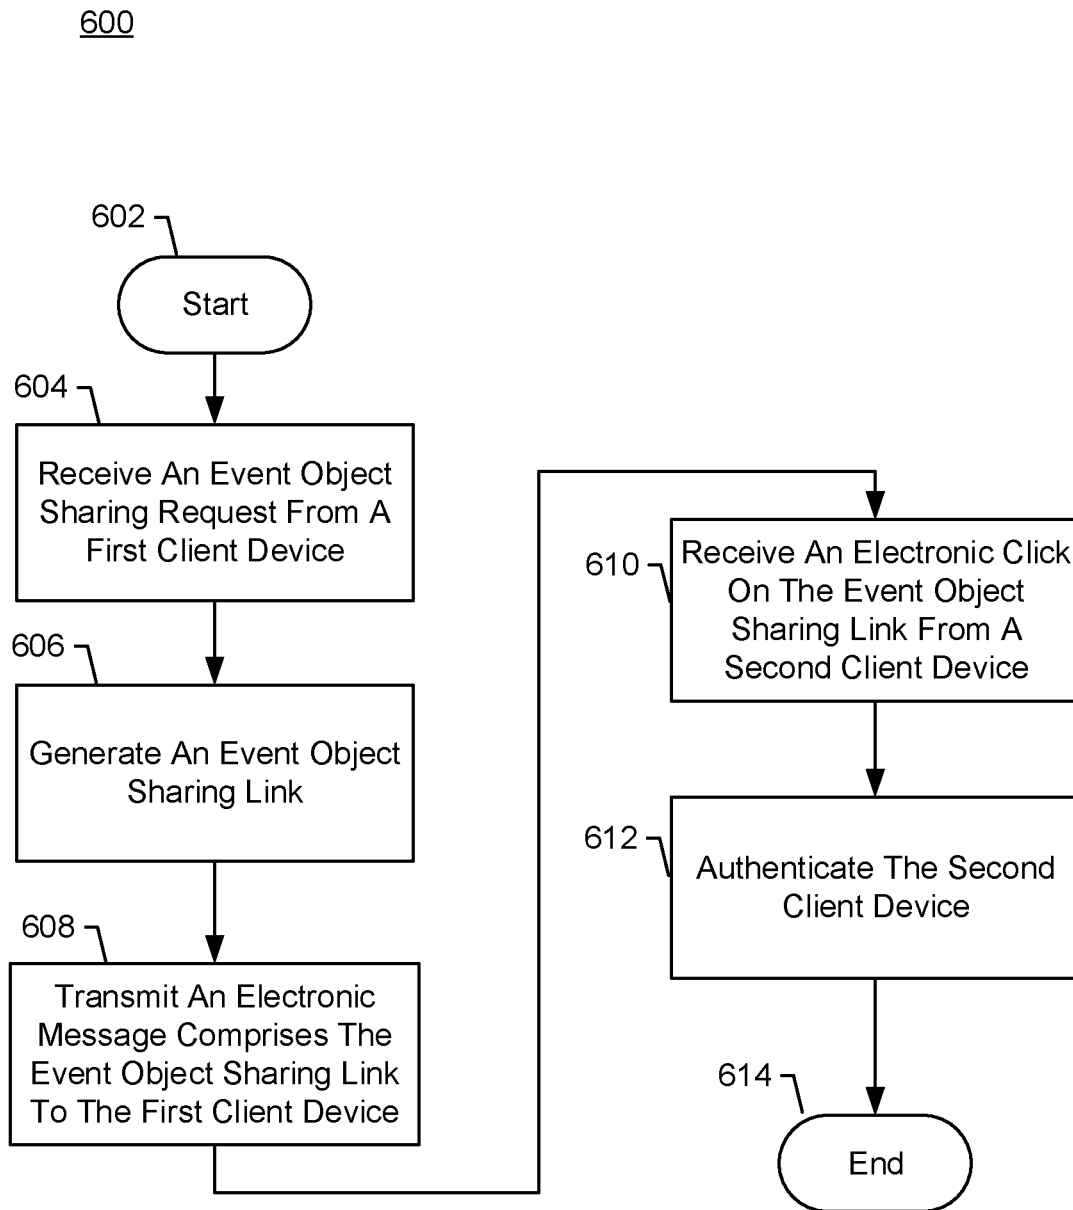 600
602
Start
604
Receive An Event Object
Sharing Request From A
First Client Device
606
Generate An Event Object
Sharing Link
608
Transmit An Electronic
Message Comprises The
Event Object Sharing Link
To The First Client Device
610
Receive An Electronic Click
On The Event Object
Sharing Link From A
Second Client Device
612
Authenticate The Second
Client Device
614
End